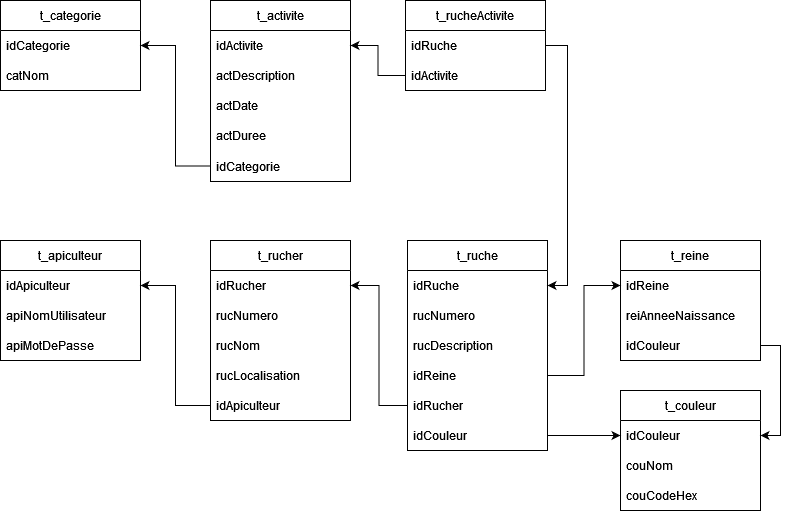 t_categorie
idCategorie
catNom
t_activite
idActivite
actDescription
actDate
actDuree
idCategorie
t_rucheActivite
idRuche
idActivite
t_apiculteur
idApiculteur
apiNomUtilisateur
apiMotDePasse
t_rucher
idRucher
rucNumero
rucNom
rucLocalisation
idApiculteur
t_ruche
idRuche
rucNumero
rucDescription
idReine
idRucher
idCouleur
t_reine
idReine
reiAnneeNaissance
idCouleur
t_couleur
idCouleur
couNom
couCodeHex